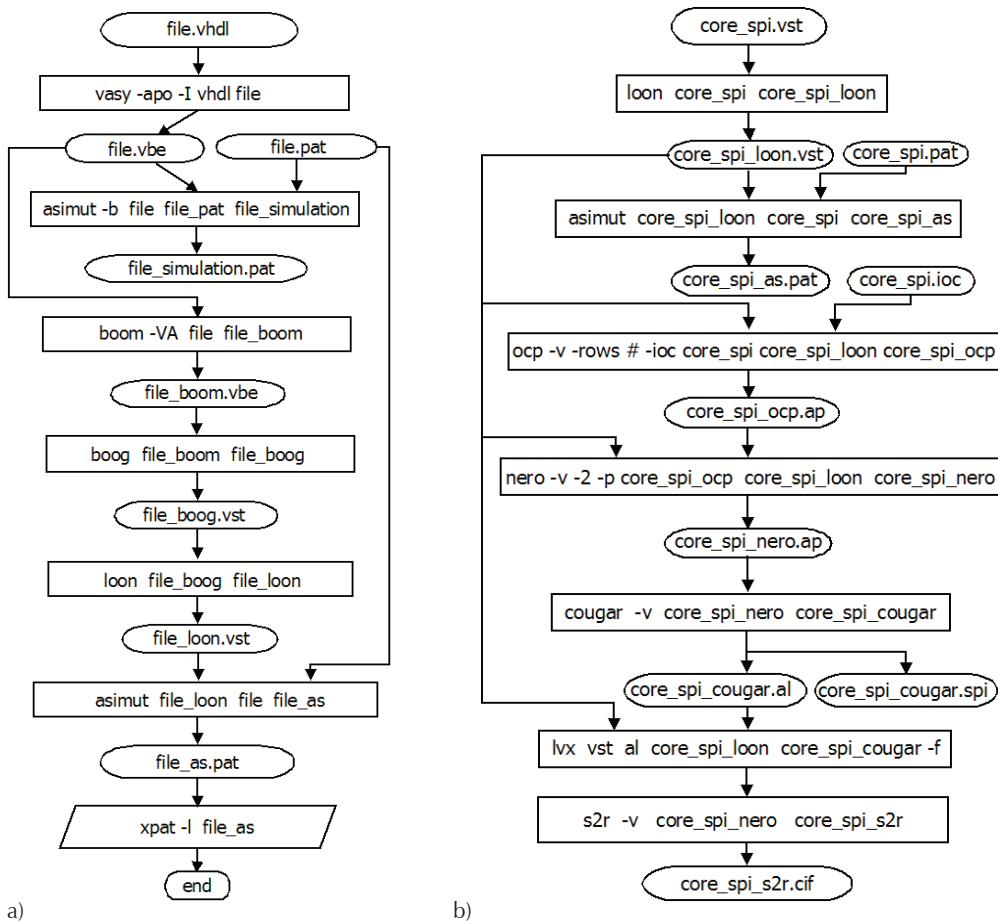 file.vhdl
vasy -apo -I vhdl file
file.vbe
file.pat
asimut -b file file_pat file_simulation
file_simulation.pat
boom -VA file file_boom
file_boom.vbe
boog file_boom file_boog
file_boog.vst
loon file_boog file_loon
file_loon.vst
asimut file_loon file file_as
file_as.pat
xpat -l file_as
end
a)
core_spi.vst
loon core_spi core_spi_loon
core_spi_loon.vst
core_spi.pat
asimut core_spi_loon core_spi core_spi_as
core_spi_as.pat
core_spi.ioc
ocp -v -rows # -ioc core_spi core_spi_loon core_spi_ocp
core_spi_ocp.ap
nero -v -2 -p core_spi_ocp core_spi_loon core_spi_nero
core_spi_nero.ap
cougar -v core_spi_nero core_spi_cougar
core_spi_cougar.al
core_spi_cougar.spi
lvx vst al core_spi_loon core_spi_cougar -f
s2r -v core_spi_nero core_spi_s2r
core_spi_s2r.cif
b)